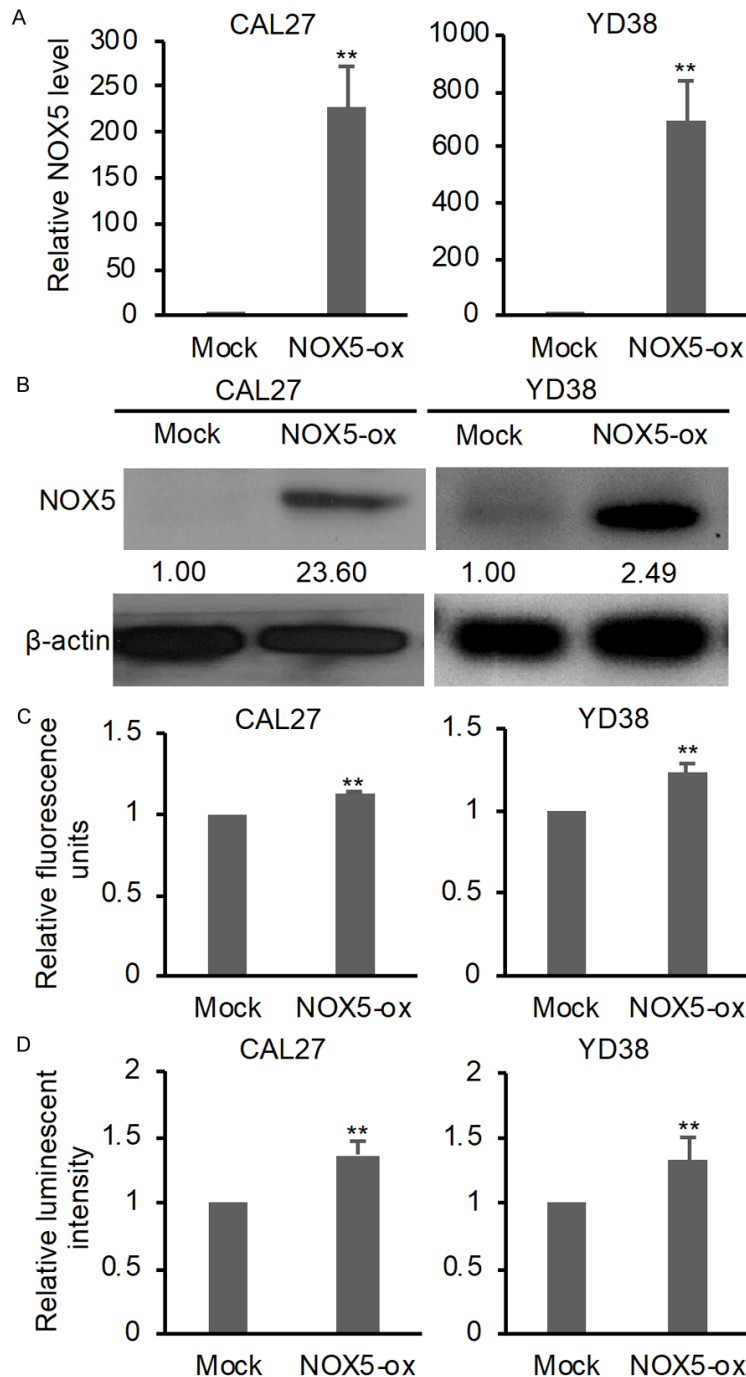 A
CAL27
YD38
Relative NOX5 level
300
250
200
150
100
50
0
**
Mock
NOX5-ox
1000
800
600
400
200
0
**
Mock
NOX5-ox
B
CAL27
YD38
Mock
NOX5-ox
Mock
NOX5-ox
NOX5
1.00
23.60
1.00
2.49
β-actin
C
CAL27
YD38
Relative fluorescence
units
1.5
1
0.5
0
**
Mock
NOX5-ox
1.5
1
0.5
0
**
Mock
NOX5-ox
D
CAL27
YD38
Relative luminescent
intensity
2
1.5
1
0.5
0
**
Mock
NOX5-ox
2
1.5
1
0.5
0
**
Mock
NOX5-ox